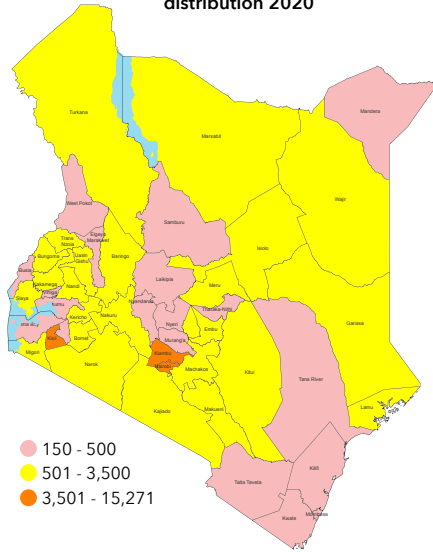 distribution 2020
Turkana
Mandera
Marsabit
Wajir
West Pokot
Samburu
Elgeyo
Marakwet
Trans
Nzoia
Isiolo
Bungoma
Uasin
Gishu
Baringo
Busia
Laikipia
Kakamega
Nandi
Meru
Siaya
Nyandarua
Tharaka-Nithi
Kericho
Nakuru
Nyeri
Embu
Garissa
Kisii
Bomet
Murang'a
Migori
Kiambu
Narok
Machakos
Kitui
Tana River
Lamu
Kajiado
Makueni
Kilifi
Taita Taveta
Mombasa
Kwale
150 - 500
501 - 3,500
3,501 - 15,271